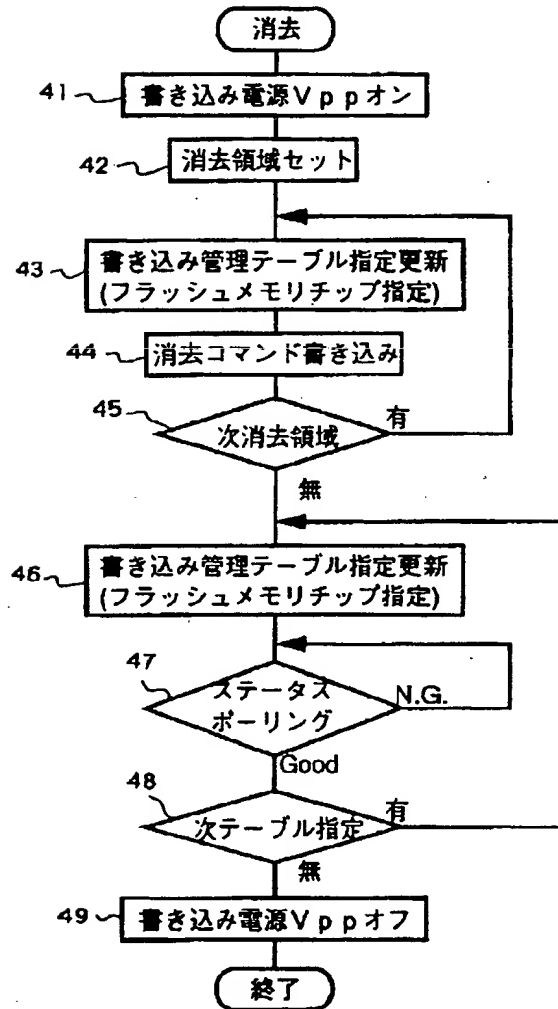 消去
41
書き込み電源Vppオン
42
消去領域セット
43
書き込み管理テーブル指定更新
(フラッシュメモリチップ指定)
44
消去コマンド書き込み
45
次消去領域
有
無
46
書き込み管理テーブル指定更新
(フラッシュメモリチップ指定)
47
ステータス
ポーリング
N.G.
Good
48
次テーブル指定
有
無
49
書き込み電源Vppオフ
終了